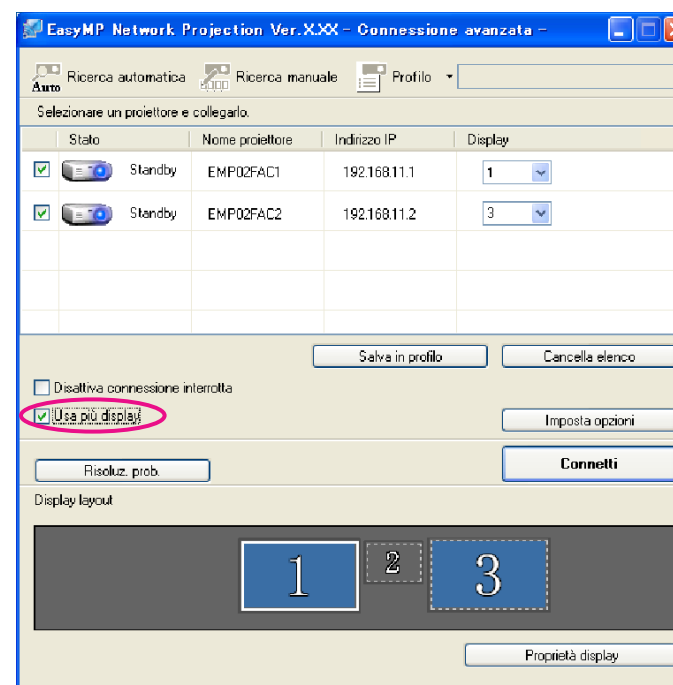 EasyMP Network Projection Ver.X.XX – Connessione avanzata –
Auto Ricerca automatica Ricerca manuale Profilo
Selezionare un proiettore e collegarlo.
Stato Nome proiettore Indirizzo IP Display
Standby EMP02FAC1 192.168.11.1 1
Standby EMP02FAC2 192.168.11.2 3
Salva in profilo Cancella elenco
Disattiva connessione interrotta
Usa più display
Imposta opzioni
Risoluz. prob. Connetti
Display layout
1 2 3
Proprietà display